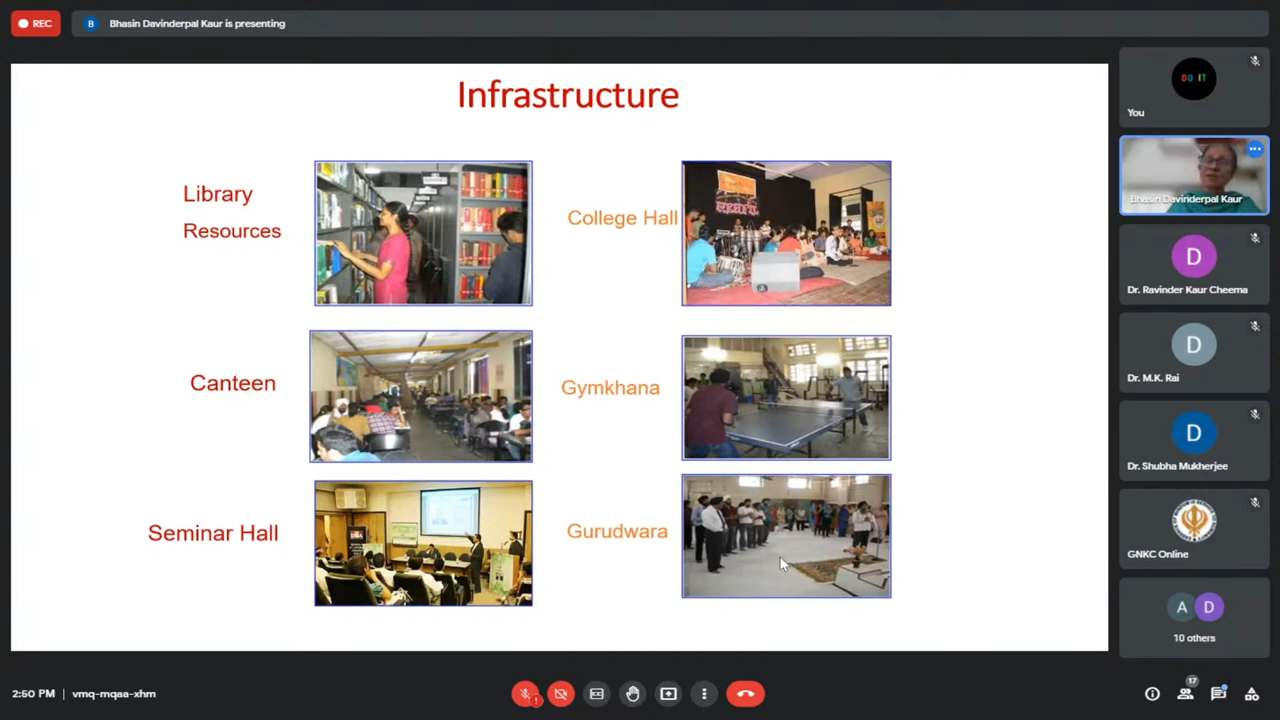 REC
B
Bhasin Davinderpal Kaur is presenting
Infrastructure
Library
Resources
College Hall
Canteen
Gymkhana
Seminar Hall
Gurudwara
DO IT
You
Bhasin Davinderpal Kaur
D
Dr. Ravinder Kaur Cheema
D
Dr. M.K. Rai
D
Dr. Shubha Mukherjee
GNKC Online
A D
10 others
2:50 PM | vmq-mqaa-xhm
17